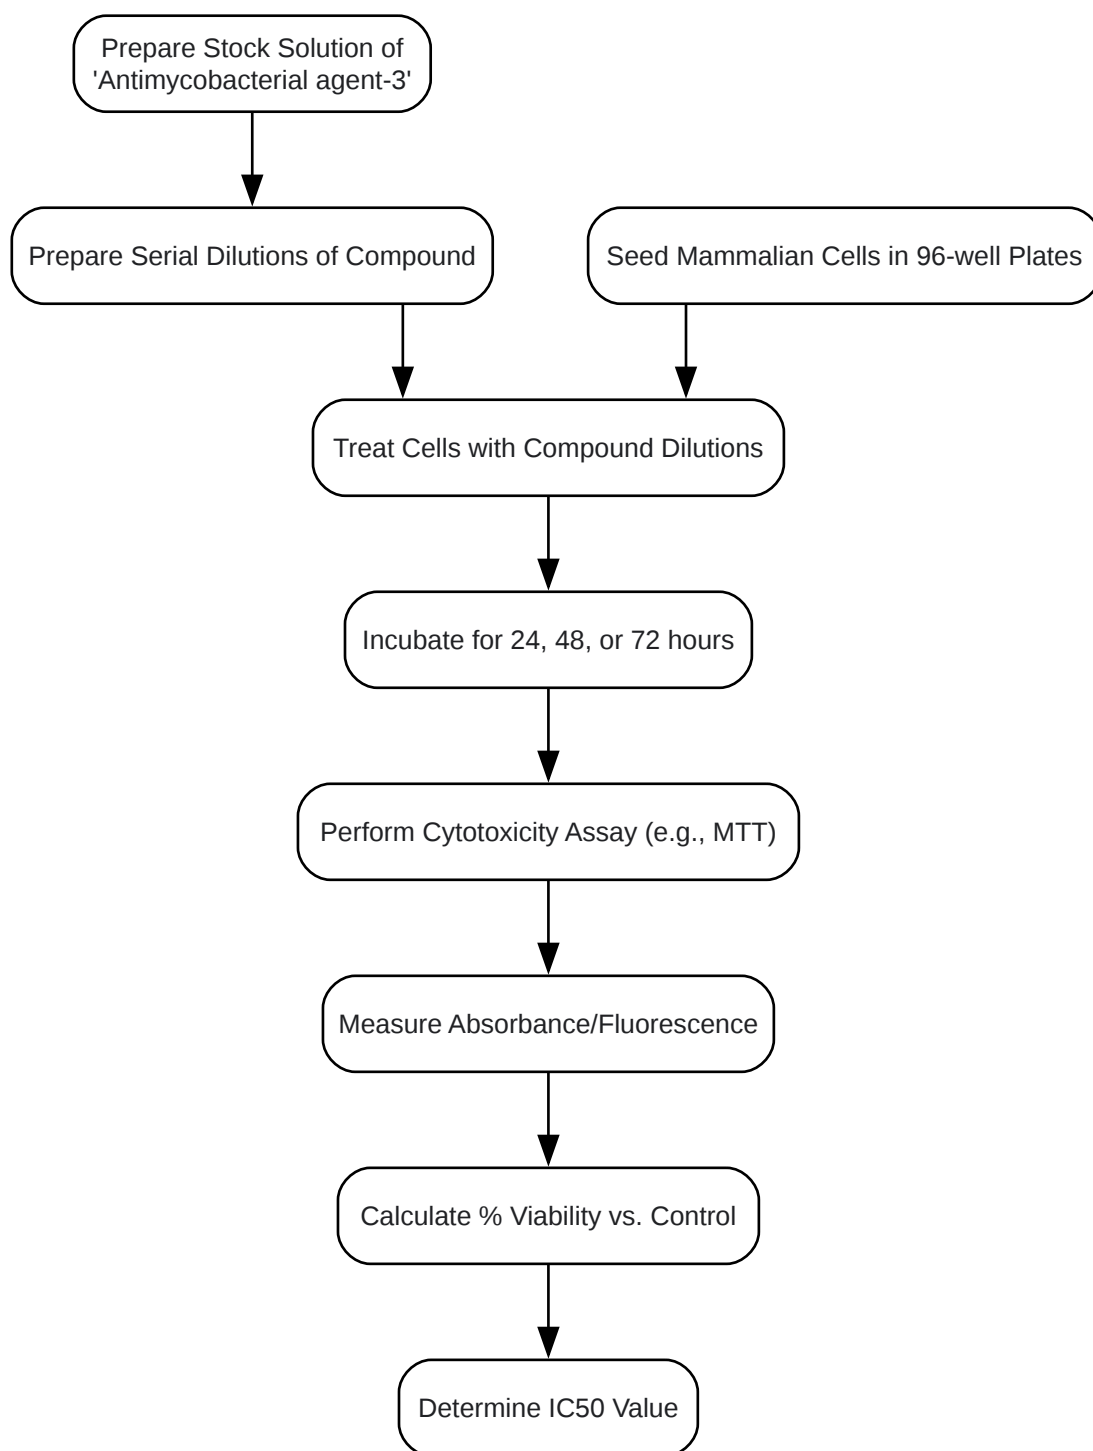 Prepare Stock Solution of
'Antimycobacterial agent-3'
Prepare Serial Dilutions of Compound
Seed Mammalian Cells in 96-well Plates
Treat Cells with Compound Dilutions
Incubate for 24, 48, or 72 hours
Perform Cytotoxicity Assay (e.g., MTT)
Measure Absorbance/Fluorescence
Calculate % Viability vs. Control
Determine IC50 Value